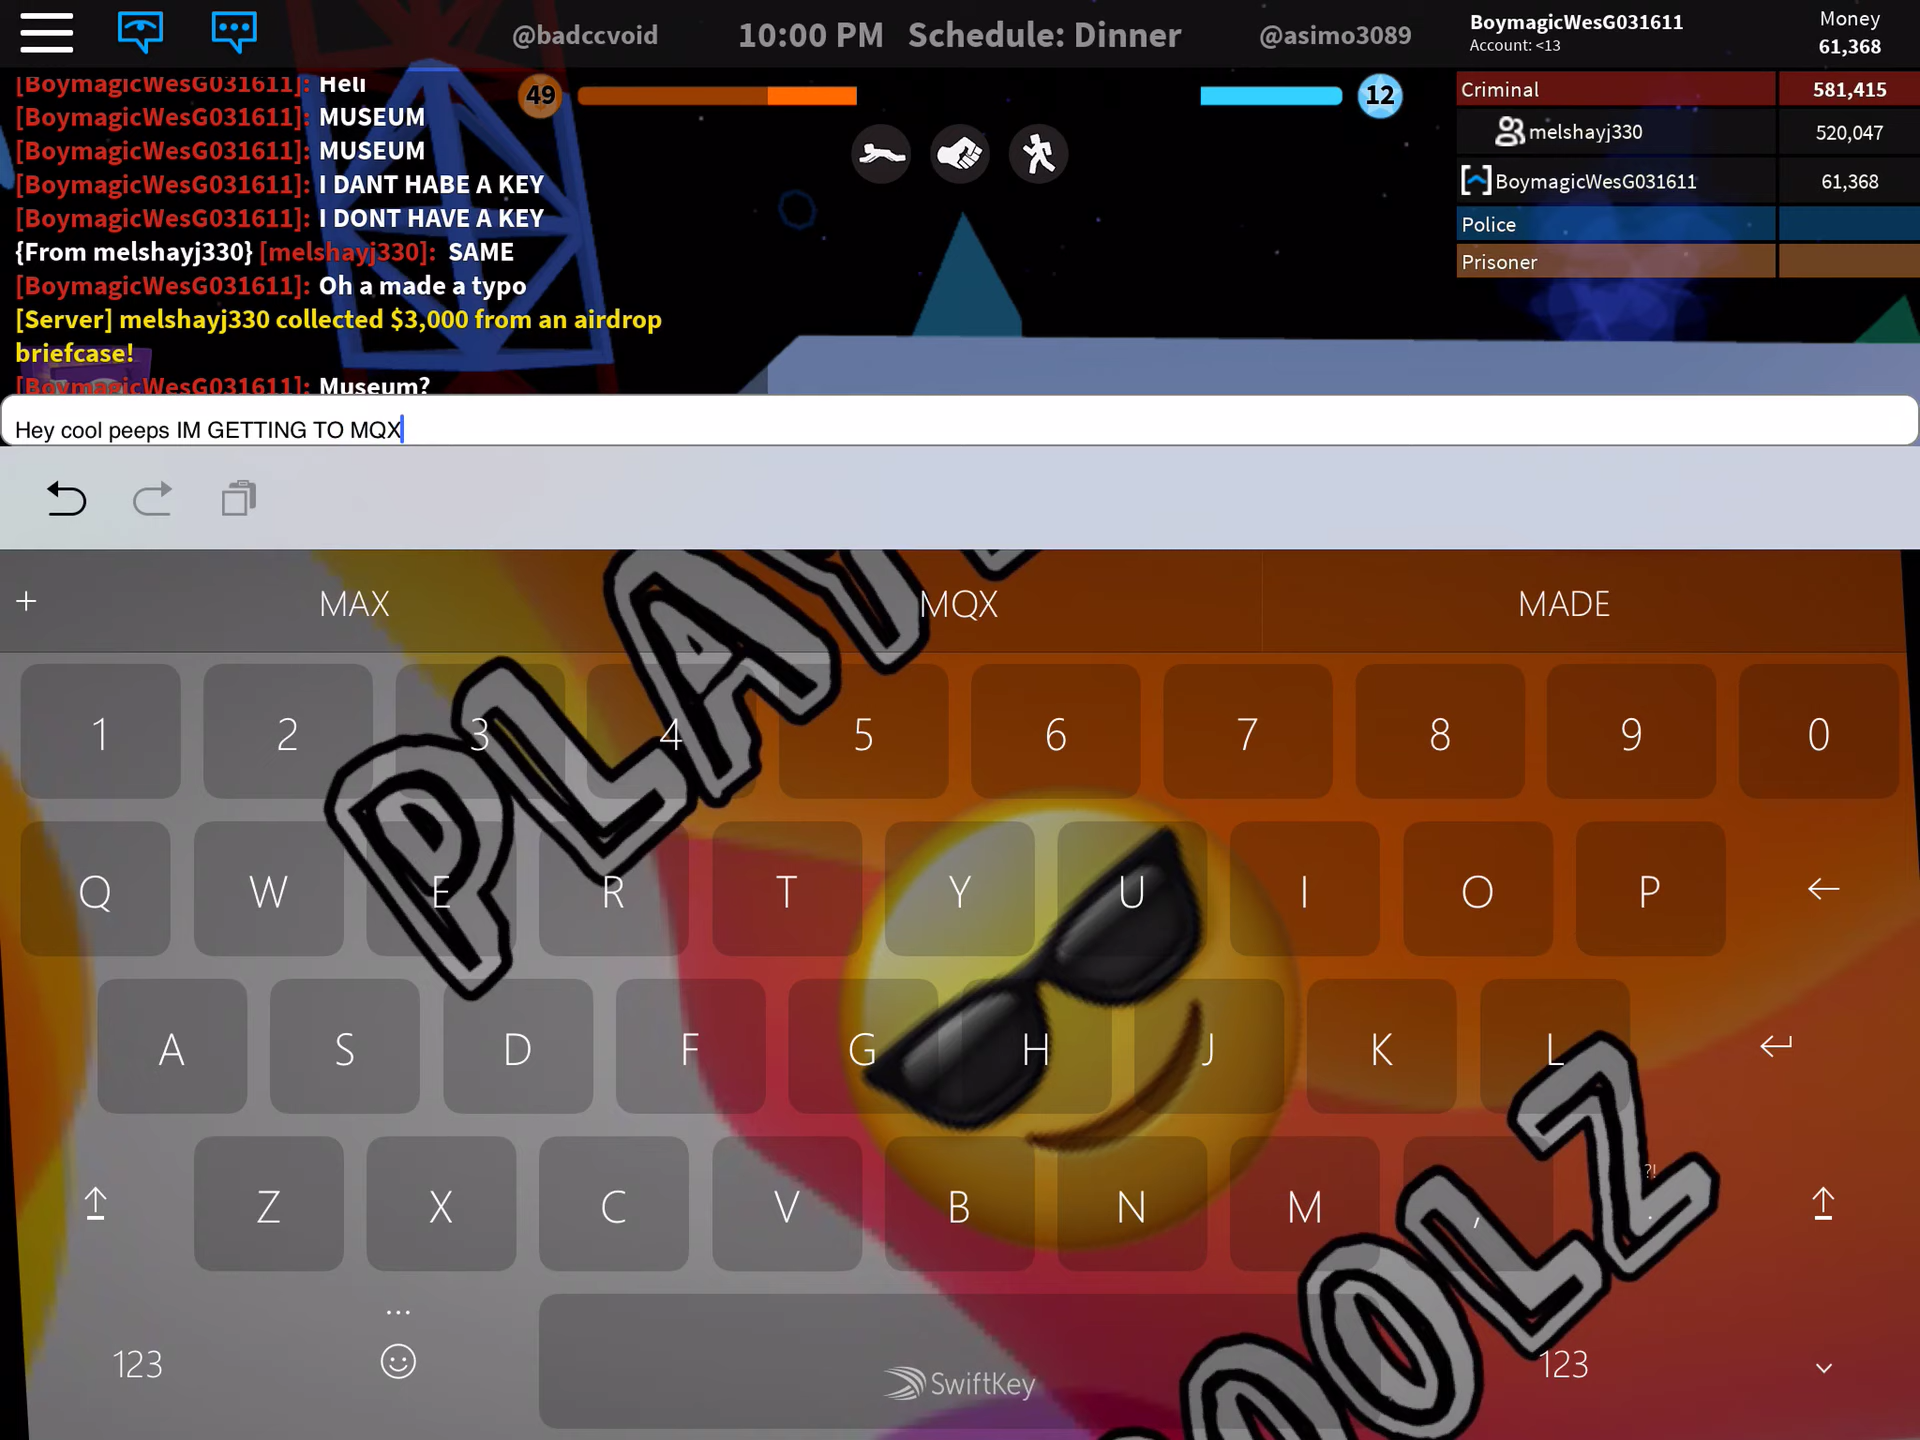 @badccvoid 10:00 PM Schedule: Dinner @asimo3089
BoymagicWesG031611
Account: <13
Money
61,368
49
12
Criminal 581,415
melshayj330 520,047
BoymagicWesG031611 61,368
Police
Prisoner
[BoymagicWesG031611]: Heli
[BoymagicWesG031611]: MUSEUM
[BoymagicWesG031611]: MUSEUM
[BoymagicWesG031611]: I DANT HABE A KEY
[BoymagicWesG031611]: I DONT HAVE A KEY
{From melshayj330} [melshayj330]: SAME
[BoymagicWesG031611]: Oh a made a typo
[Server] melshayj330 collected $3,000 from an airdrop
briefcase!
[BoymagicWesG031611]: Museum?
Hey cool peeps IM GETTING TO MQX
+ MAX MQX MADE
1 2 3 4 5 6 7 8 9 0
Q W E R T Y U I O P
A S D F G H J K L
Z X C V B N M , ?! .
123 ... SwiftKey 123